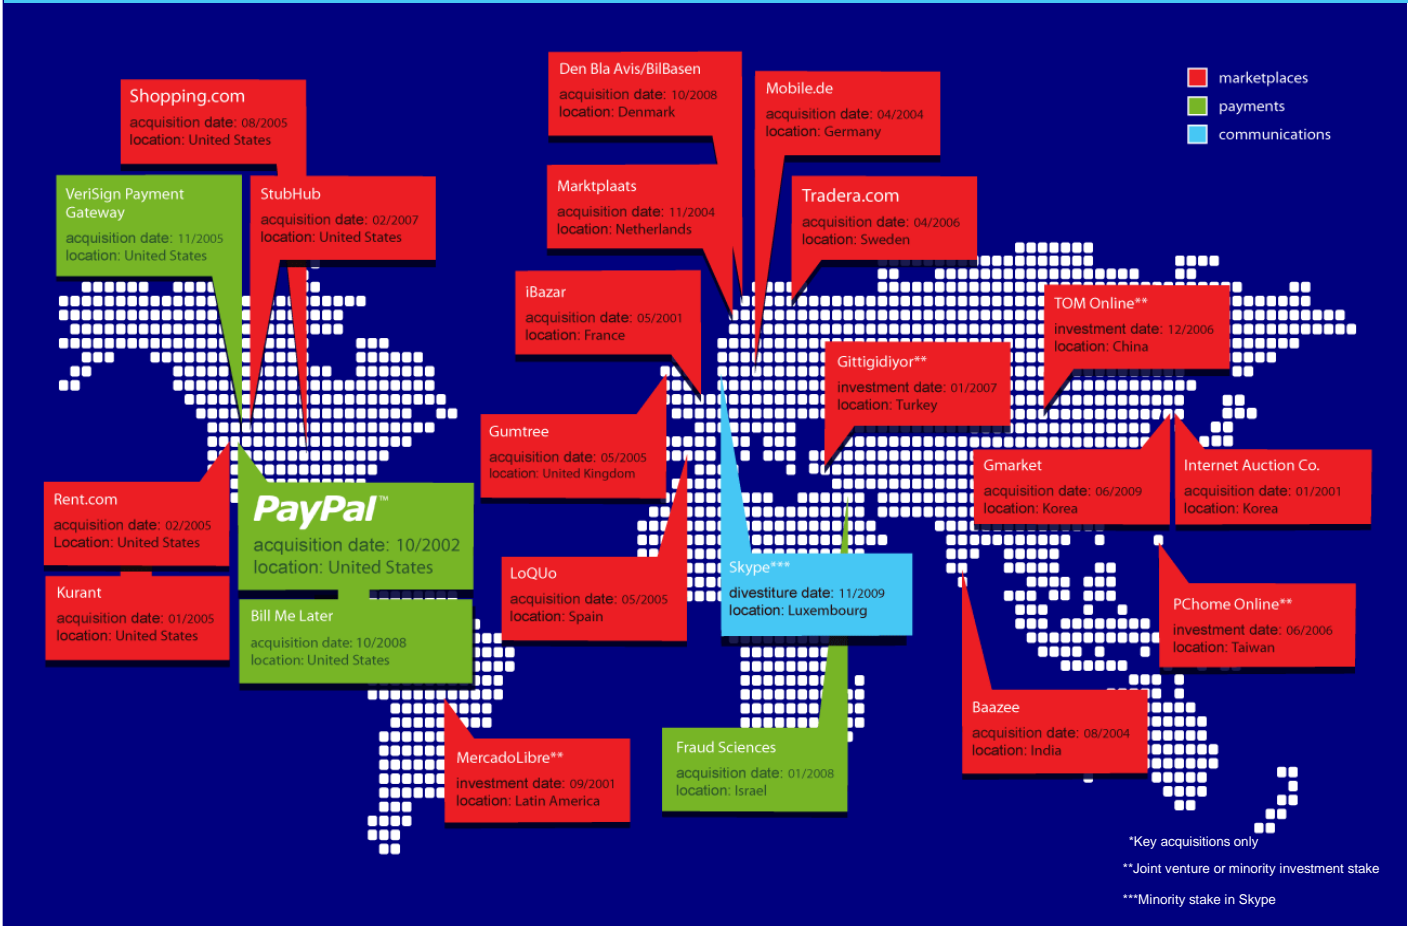 marketplaces
payments
communications
Shopping.com
acquisition date: 08/2005
location: United States
VeriSign Payment
Gateway
acquisition date: 11/2005
location: United States
StubHub
acquisition date: 02/2007
location: United States
Den Bla Avis/BilBasen
acquisition date: 10/2008
location: Denmark
Mobile.de
acquisition date: 04/2004
location: Germany
Marktplaats
acquisition date: 11/2004
location: Netherlands
Tradera.com
acquisition date: 04/2006
location: Sweden
iBazar
acquisition date: 05/2001
location: France
TOM Online**
investment date: 12/2006
location: China
Gittigidiyor**
investment date: 01/2007
location: Turkey
Gumtree
acquisition date: 05/2005
location: United Kingdom
Gmarket
acquisition date: 06/2009
location: Korea
Internet Auction Co.
acquisition date: 01/2001
location: Korea
Rent.com
acquisition date: 02/2005
Location: United States
PayPal™
acquisition date: 10/2002
location: United States
Kurant
acquisition date: 01/2005
location: United States
Bill Me Later
acquisition date: 10/2008
location: United States
LoQUo
acquisition date: 05/2005
location: Spain
Skype***
divestiture date: 11/2009
location: Luxembourg
PChome Online**
investment date: 06/2006
location: Taiwan
Baazee
acquisition date: 08/2004
location: India
MercadoLibre**
investment date: 09/2001
location: Latin America
Fraud Sciences
acquisition date: 01/2008
location: Israel
*Key acquisitions only
**Joint venture or minority investment stake
***Minority stake in Skype